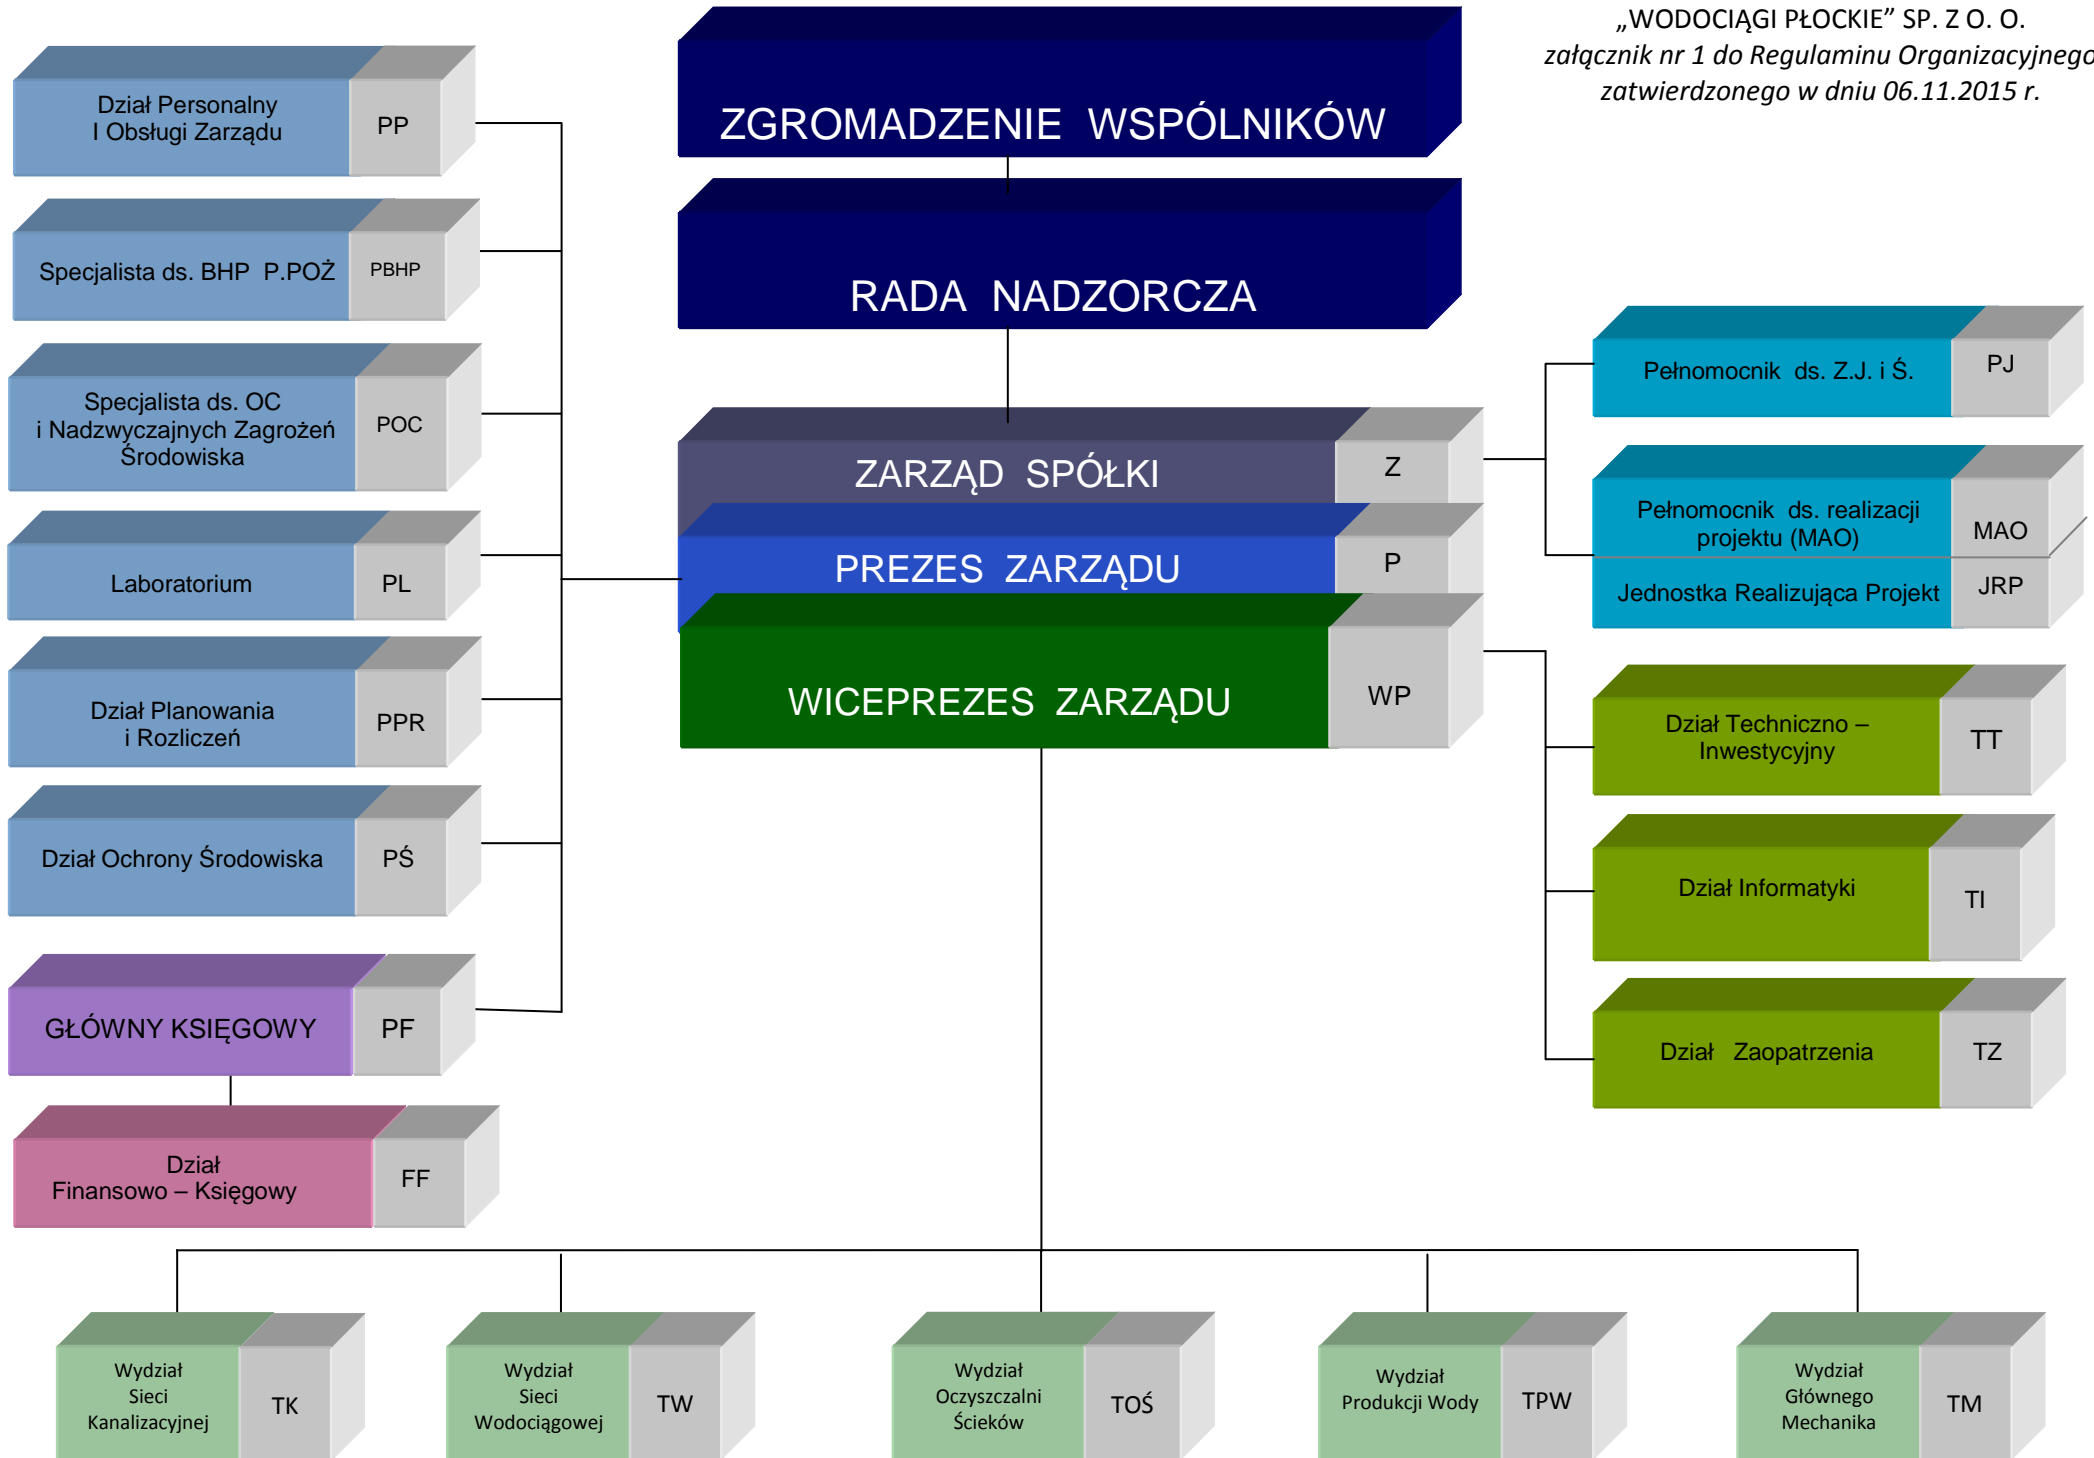 „WODOCIĄGI PŁOCKIE” SP. Z O. O.
załącznik nr 1 do Regulaminu Organizacyjnego
zatwierdzonego w dniu 06.11.2015 r.
ZGROMADZENIE WSPÓLNIKÓW
RADA NADZORCZA
ZARZĄD SPÓŁKI
Z
PREZES ZARZĄDU
P
WICEPREZES ZARZĄDU
WP
Dział Personalny
I Obsługi Zarządu
PP
Specjalista ds. BHP P.POŻ
PBHP
Specjalista ds. OC
i Nadzwyczajnych Zagrożeń
Środowiska
POC
Laboratorium
PL
Dział Planowania
i Rozliczeń
PPR
Dział Ochrony Środowiska
PŚ
GŁÓWNY KSIĘGOWY
PF
Dział
Finansowo – Księgowy
FF
Pełnomocnik ds. Z.J. i Ś.
PJ
Pełnomocnik ds. realizacji
projektu (MAO)
MAO
Jednostka Realizująca Projekt
JRP
Dział Techniczno –
Inwestycyjny
TT
Dział Informatyki
TI
Dział Zaopatrzenia
TZ
Wydział
Sieci
Kanalizacyjnej
TK
Wydział
Sieci
Wodociągowej
TW
Wydział
Oczyszczalni
Ścieków
TOŚ
Wydział
Produkcji Wody
TPW
Wydział
Głównego
Mechanika
TM